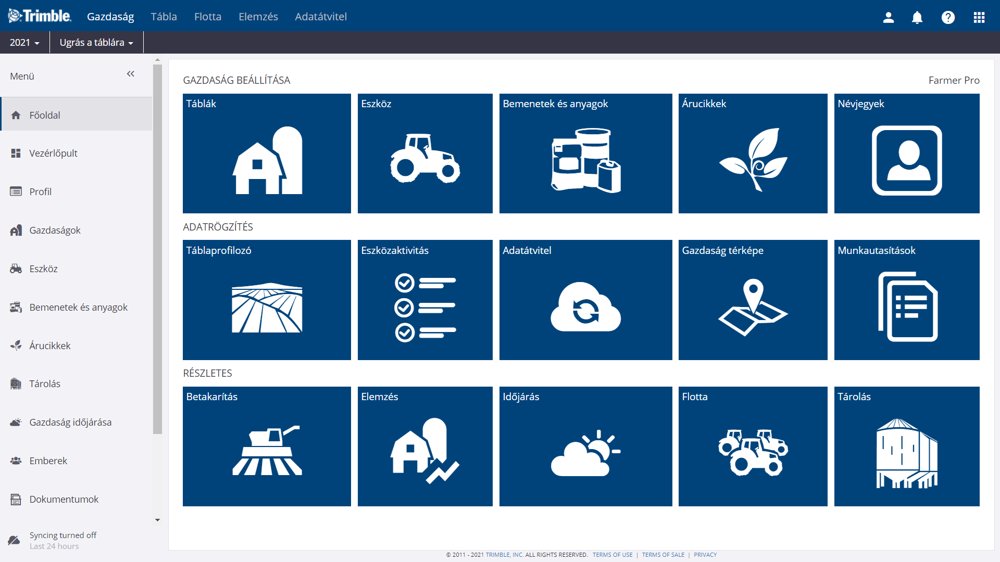 Trimble. Gazdaság Tábla Flotta Elemzés Adatátvitel
2021 Ugrás a táblára
Menü
Főoldal
Vezérlőpult
Profil
Gazdaságok
Eszköz
Bemenetek és anyagok
Árucikkek
Tárolás
Gazdaság időjárása
Emberek
Dokumentumok
Syncing turned off
Last 24 hours
GAZDASÁG BEÁLLÍTÁSA Farmer Pro
Táblák Eszköz Bemenetek és anyagok Árucikkek Névjegyek
ADATRÖGZÍTÉS
Táblaprofilozó Eszközaktivitás Adatátvitel Gazdaság térképe Munkautasítások
RÉSZLETES
Betakarítás Elemzés Időjárás Flotta Tárolás
© 2011 - 2021 TRIMBLE, INC. ALL RIGHTS RESERVED. TERMS OF USE | TERMS OF SALE | PRIVACY